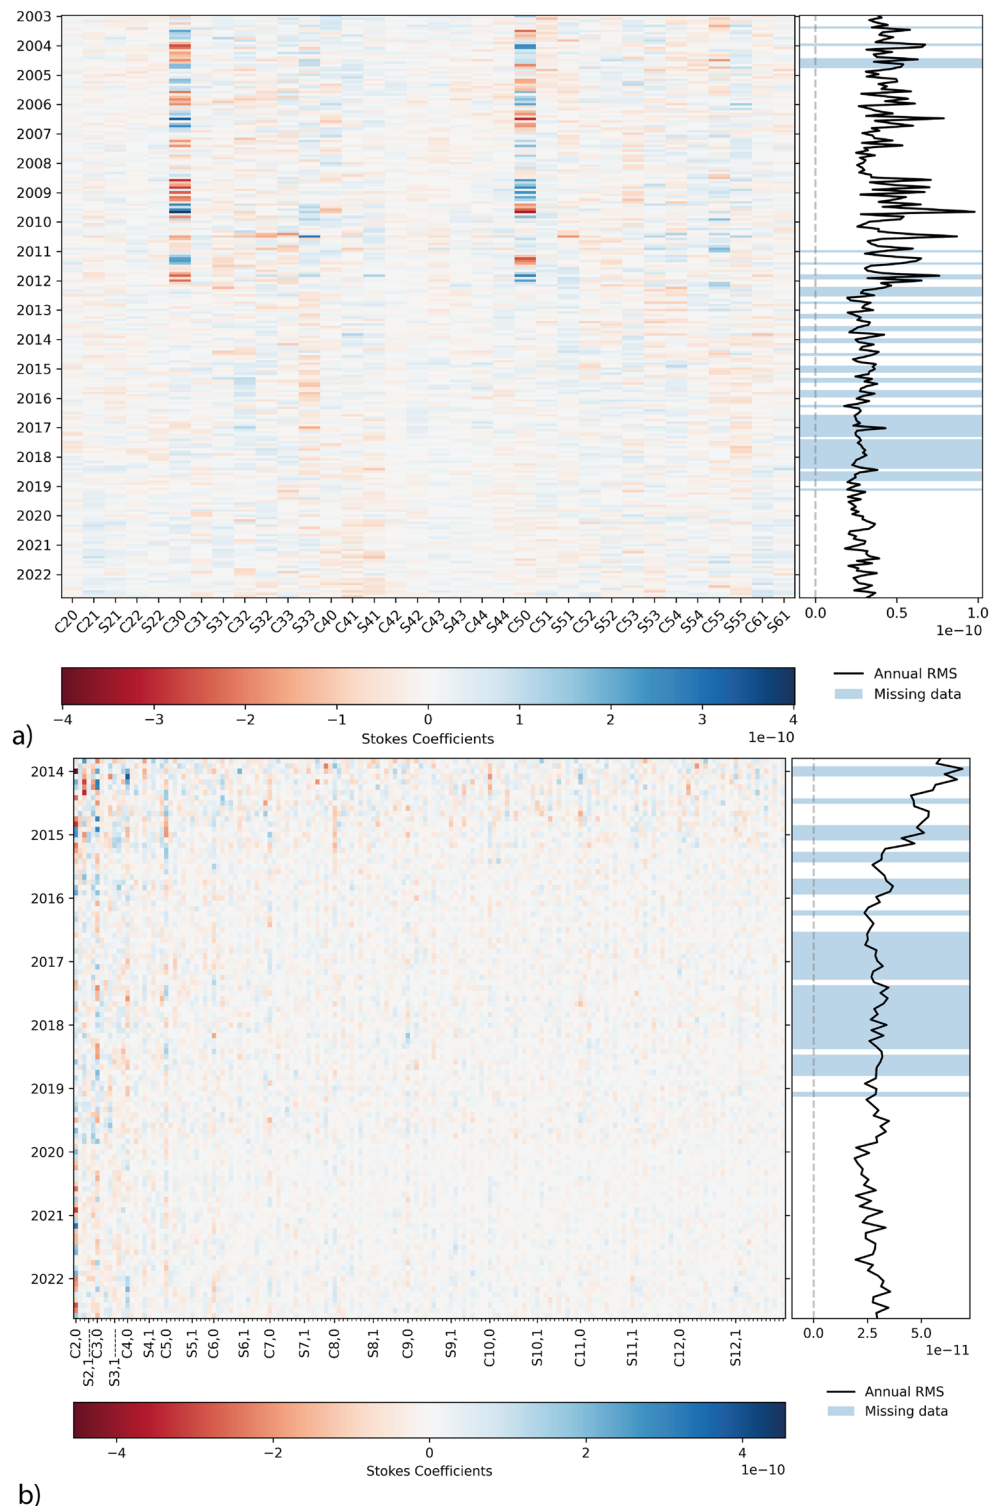 a)
2003
2004
2005
2006
2007
2008
2009
2010
2011
2012
2013
2014
2015
2016
2017
2018
2019
2020
2021
2022
C20 C21 S21 C22 S22 C30 C31 S31 C32 S32 C33 S33 C40 C41 S41 C42 S42 C43 S43 C44 S44 C50 C51 S51 C52 S52 C53 S53 C54 S54 C55 S55 C61 S61
0.0 0.5 1.0
1e−10
−4 −3 −2 −1 0 1 2 3 4
1e−10
Stokes Coefficients
Annual RMS
Missing data
2014
2015
2016
2017
2018
2019
2020
2021
2022
C2,0 S2,1 C3,0 S3,1 C4,0 S4,1 C5,0 S5,1 C6,0 S6,1 C7,0 S7,1 C8,0 S8,1 C9,0 S9,1 C10,0 S10,1 C11,0 S11,1 C12,0 S12,1
0.0 2.5 5.0
1e−11
Annual RMS
Missing data
−4 −2 0 2 4
1e−10
Stokes Coefficients
b)